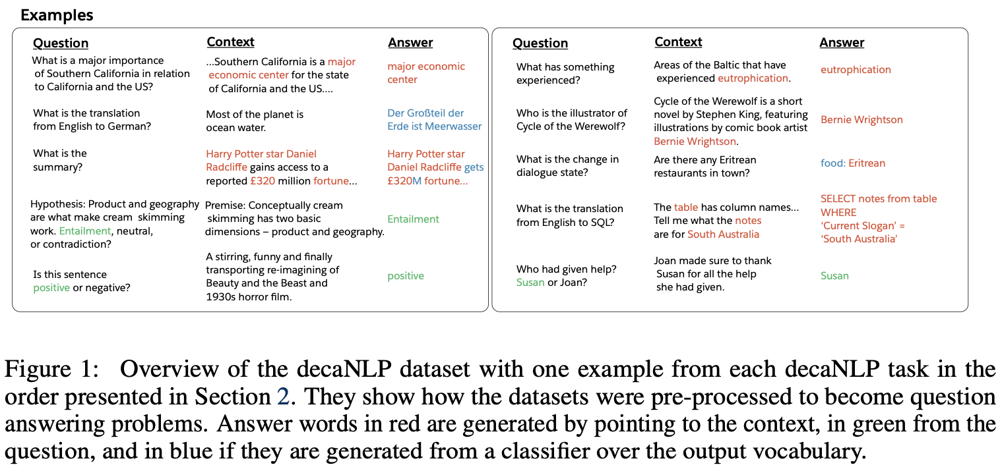 Examples
Question Context Answer
What is a major importance
of Southern California in relation
to California and the US?
...Southern California is a major
economic center for the state
of California and the US....
major economic
center
What is the translation
from English to German?
Most of the planet is
ocean water.
Der Großteil der
Erde ist Meerwasser
What is the
summary?
Harry Potter star Daniel
Radcliffe gains access to a
reported £320 million fortune...
Harry Potter star
Daniel Radcliffe gets
£320M fortune...
Hypothesis: Product and geography
are what make cream skimming
work. Entailment, neutral,
or contradiction?
Premise: Conceptually cream
skimming has two basic
dimensions – product and geography.
Entailment
Is this sentence
positive or negative?
A stirring, funny and finally
transporting re-imagining of
Beauty and the Beast and
1930s horror film.
positive
Question Context Answer
What has something
experienced?
Areas of the Baltic that have
experienced eutrophication.
eutrophication
Who is the illustrator of
Cycle of the Werewolf?
Cycle of the Werewolf is a short
novel by Stephen King, featuring
illustrations by comic book artist
Bernie Wrightson.
Bernie Wrightson
What is the change in
dialogue state?
Are there any Eritrean
restaurants in town?
food: Eritrean
What is the translation
from English to SQL?
The table has column names...
Tell me what the notes
are for South Australia
SELECT notes from table
WHERE
‘Current Slogan’ =
‘South Australia’
Who had given help?
Susan or Joan?
Joan made sure to thank
Susan for all the help
she had given.
Susan
Figure 1: Overview of the decaNLP dataset with one example from each decaNLP task in the
order presented in Section 2. They show how the datasets were pre-processed to become question
answering problems. Answer words in red are generated by pointing to the context, in green from the
question, and in blue if they are generated from a classifier over the output vocabulary.